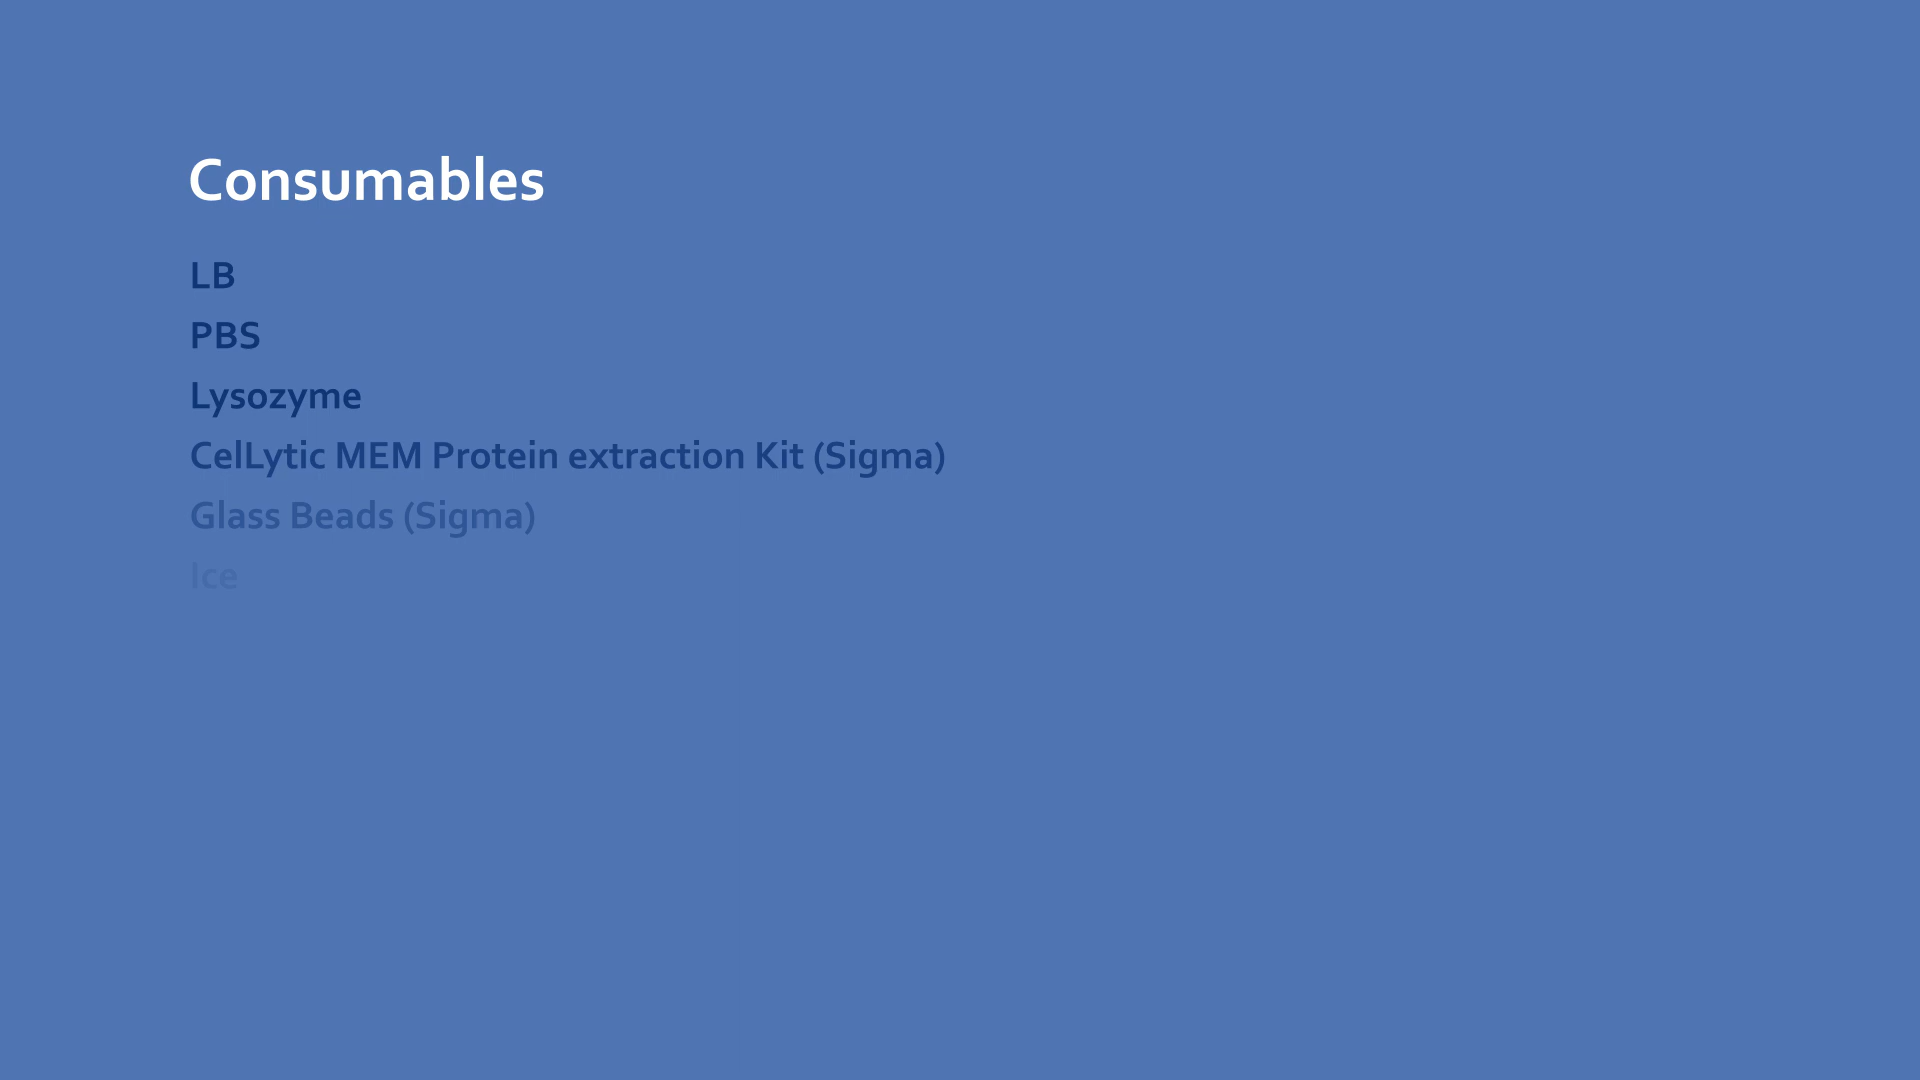 Consumables
LB
PBS
Lysozyme
CelLytic MEM Protein extraction Kit (Sigma)
Glass Beads (Sigma)
Ice